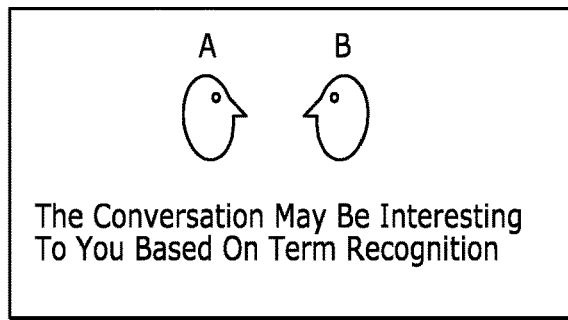 A B
The Conversation May Be Interesting
To You Based On Term Recognition